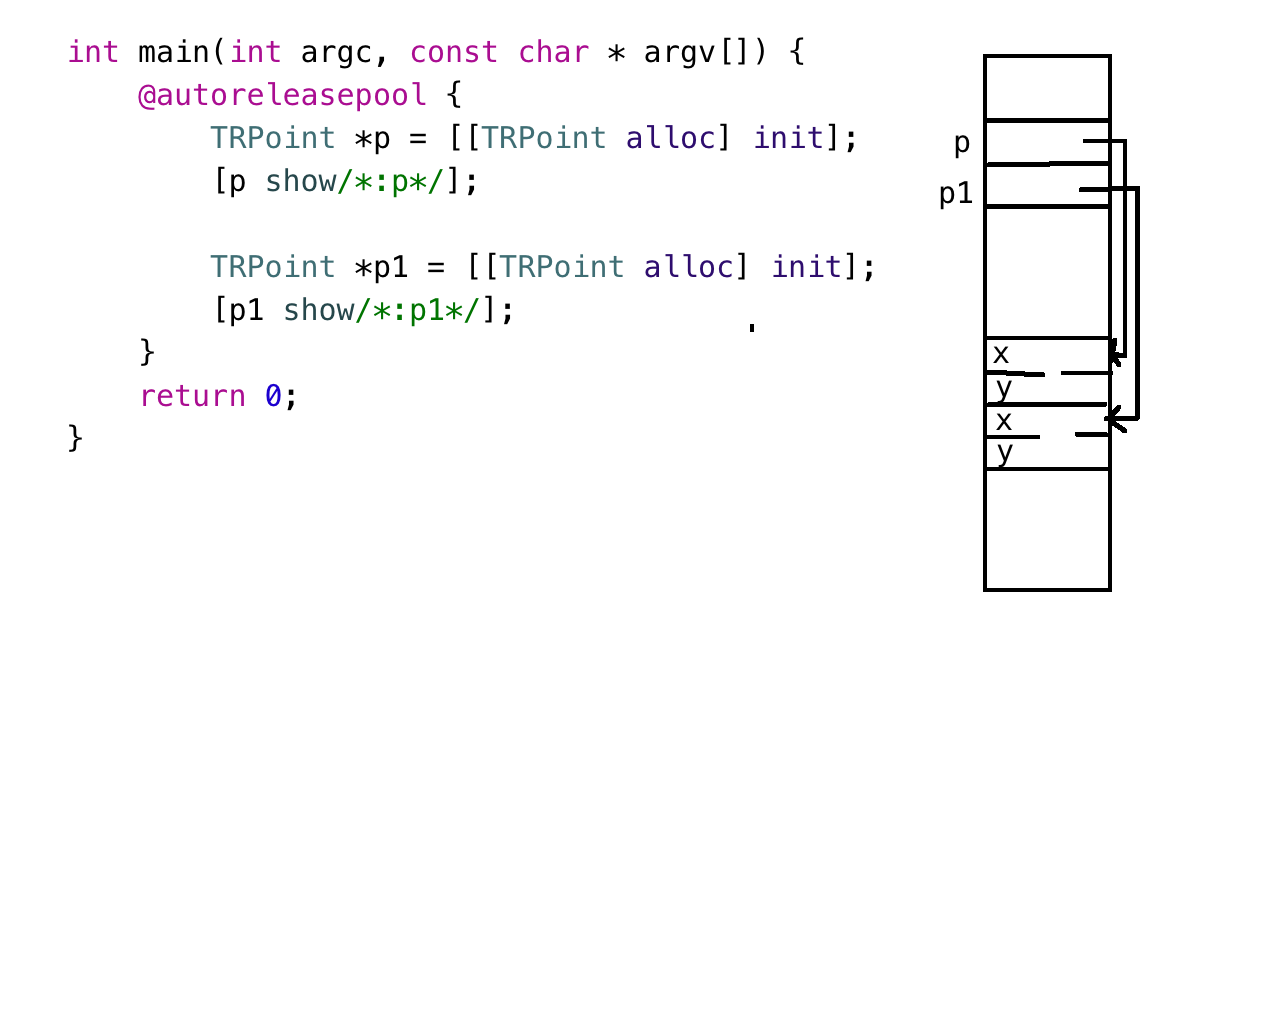 int main(int argc, const char * argv[]) {
@autoreleasepool {
TRPoint *p = [[TRPoint alloc] init];
[p show/*:p*/];
TRPoint *p1 = [[TRPoint alloc] init];
[p1 show/*:p1*/];
}
return 0;
}
p
p1
x
y
x
y